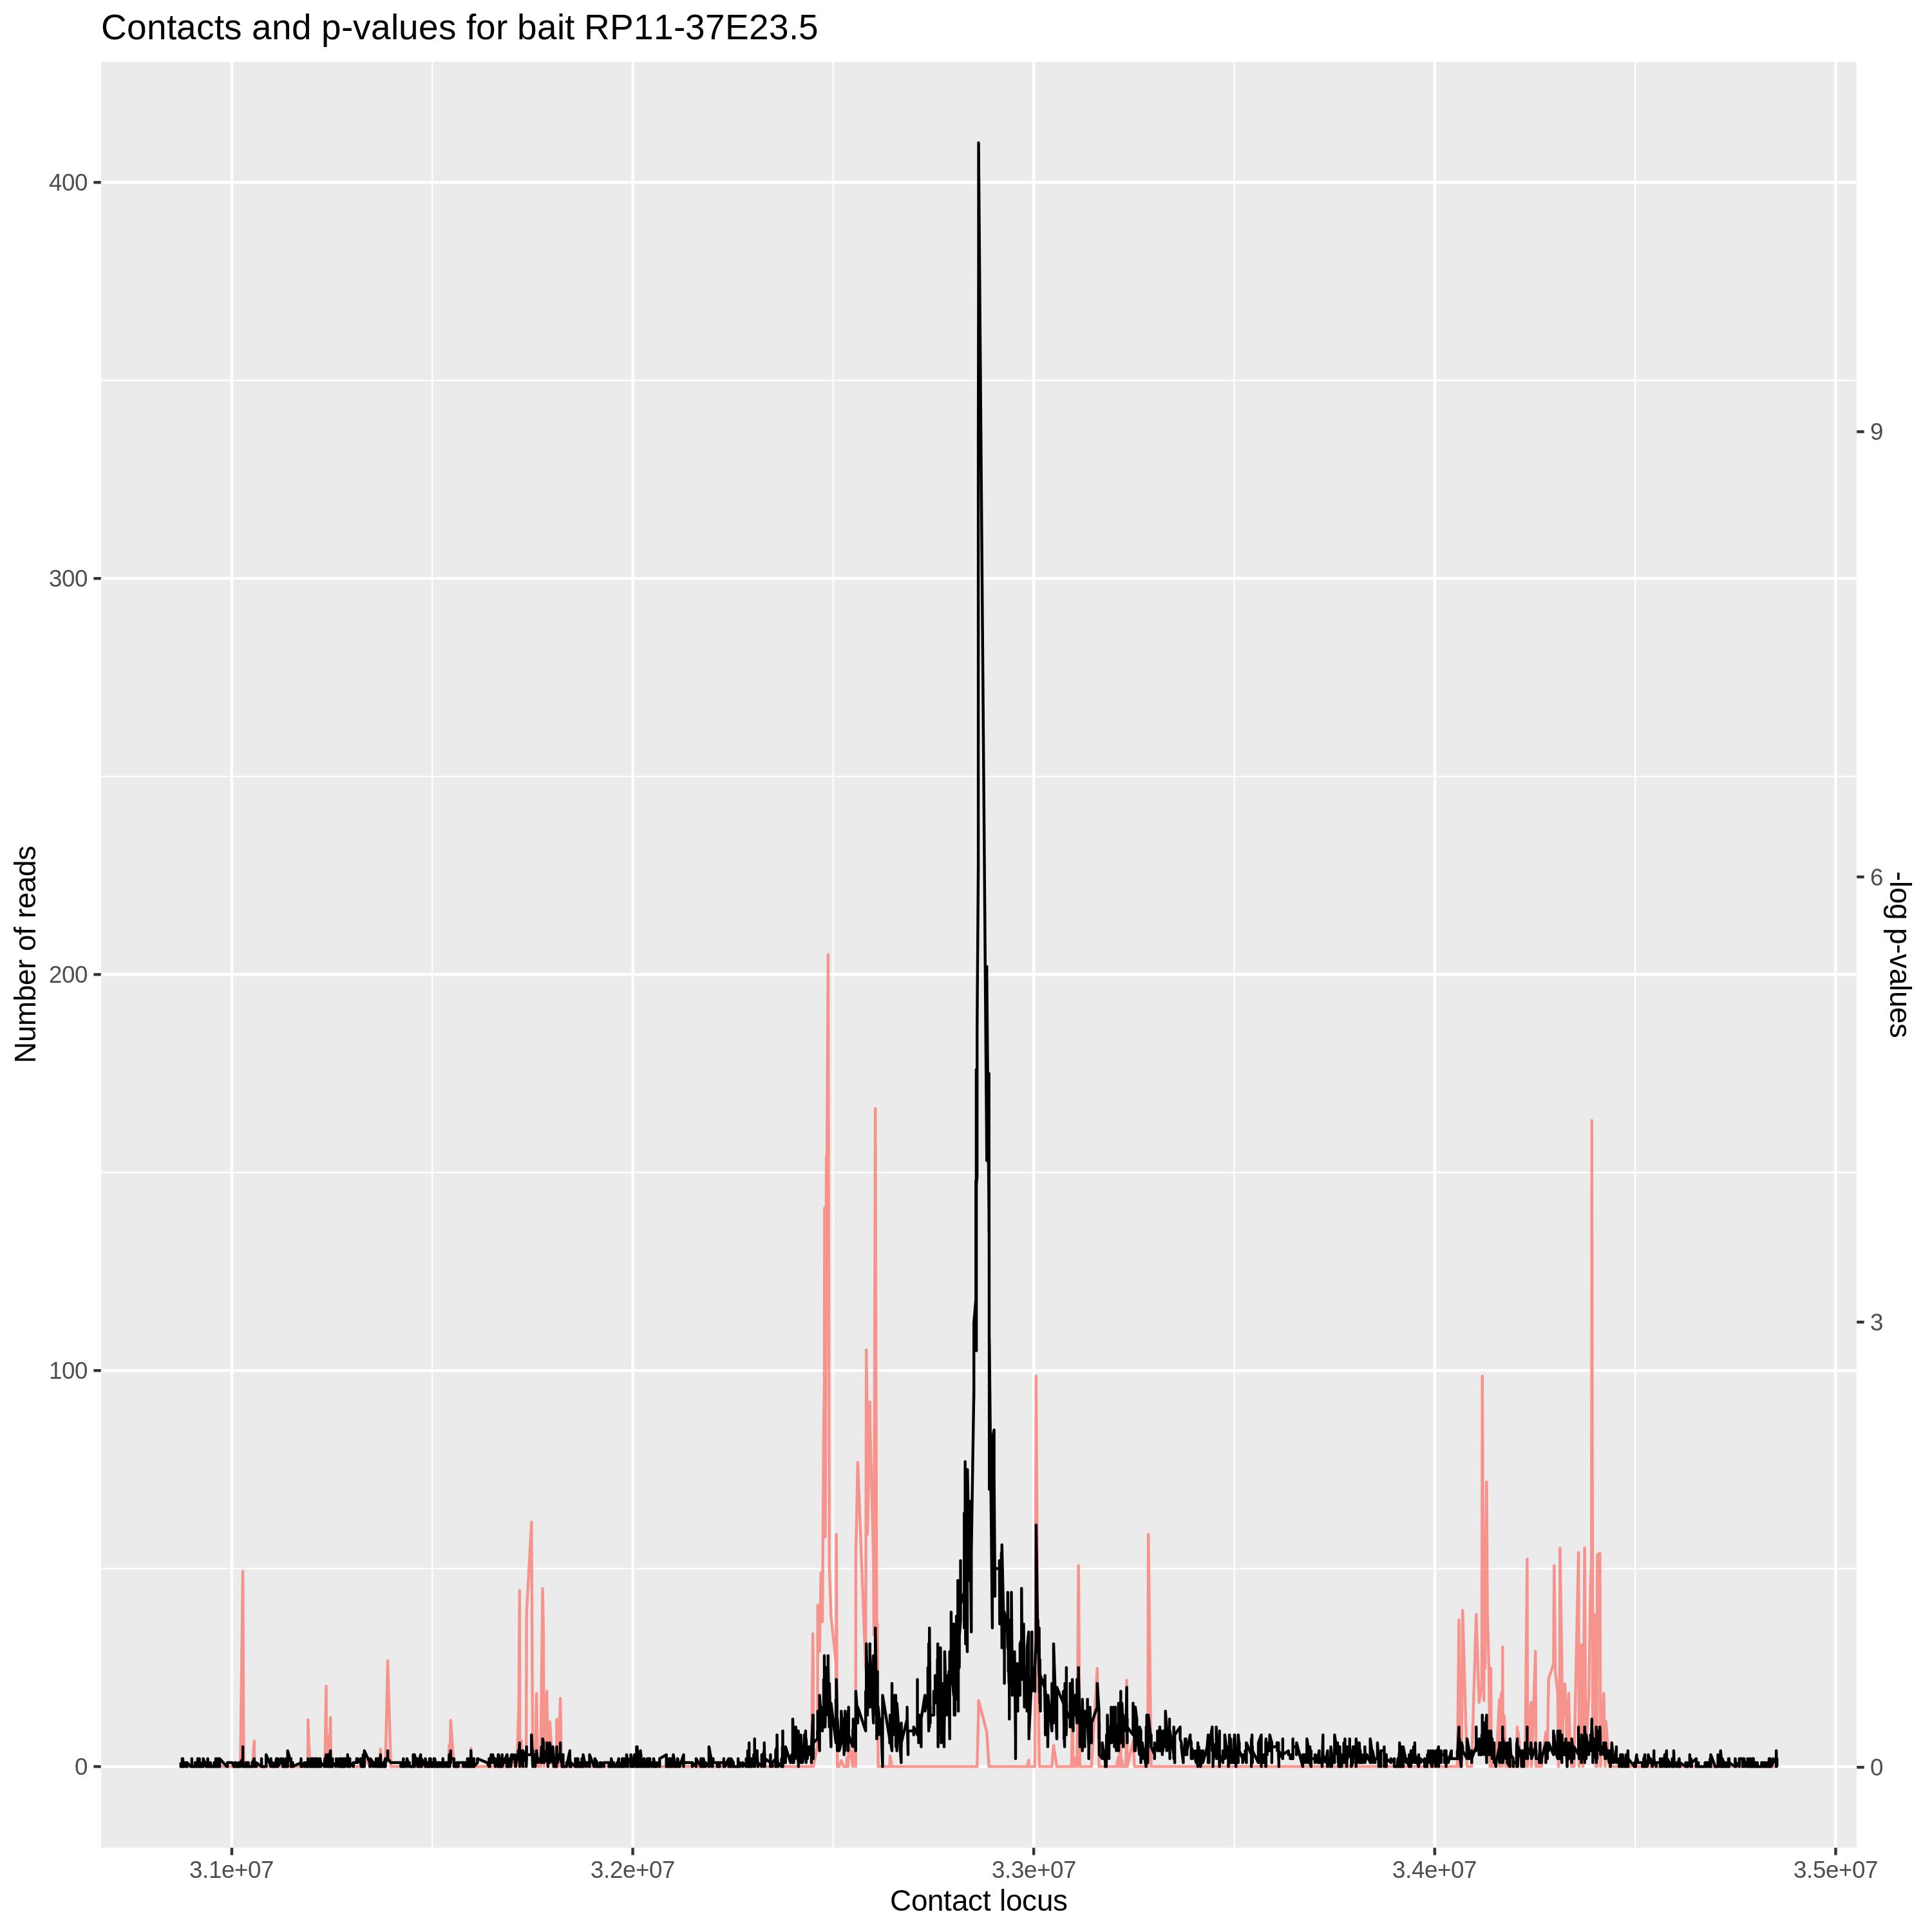 Contacts and p-values for bait RP11-37E23.5
400
300
200
100
0
Number of reads
9
6
3
0
-log p-values
3.1e+07
3.2e+07
3.3e+07
3.4e+07
3.5e+07
Contact locus